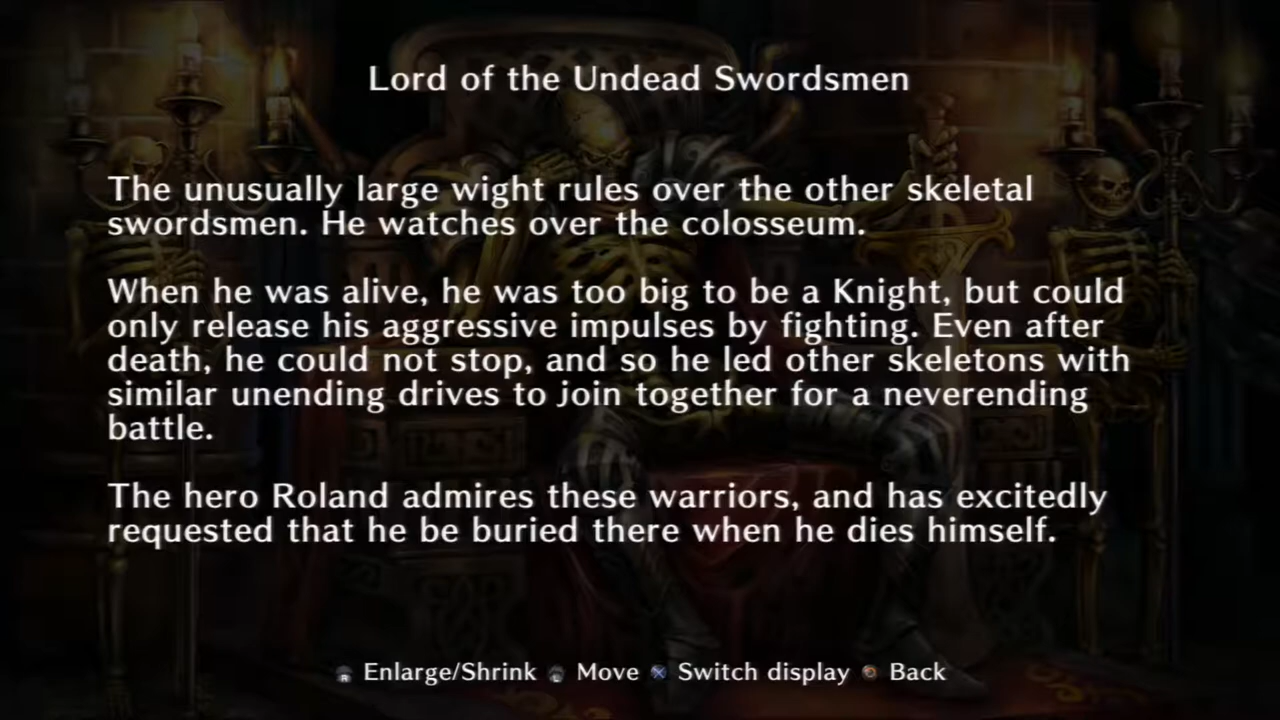 Lord of the Undead Swordsmen
The unusually large wight rules over the other skeletal
swordsmen. He watches over the colosseum.
When he was alive, he was too big to be a Knight, but could
only release his aggressive impulses by fighting. Even after
death, he could not stop, and so he led other skeletons with
similar unending drives to join together for a neverending
battle.
The hero Roland admires these warriors, and has excitedly
requested that he be buried there when he dies himself.
R Enlarge/Shrink L Move Switch display Back